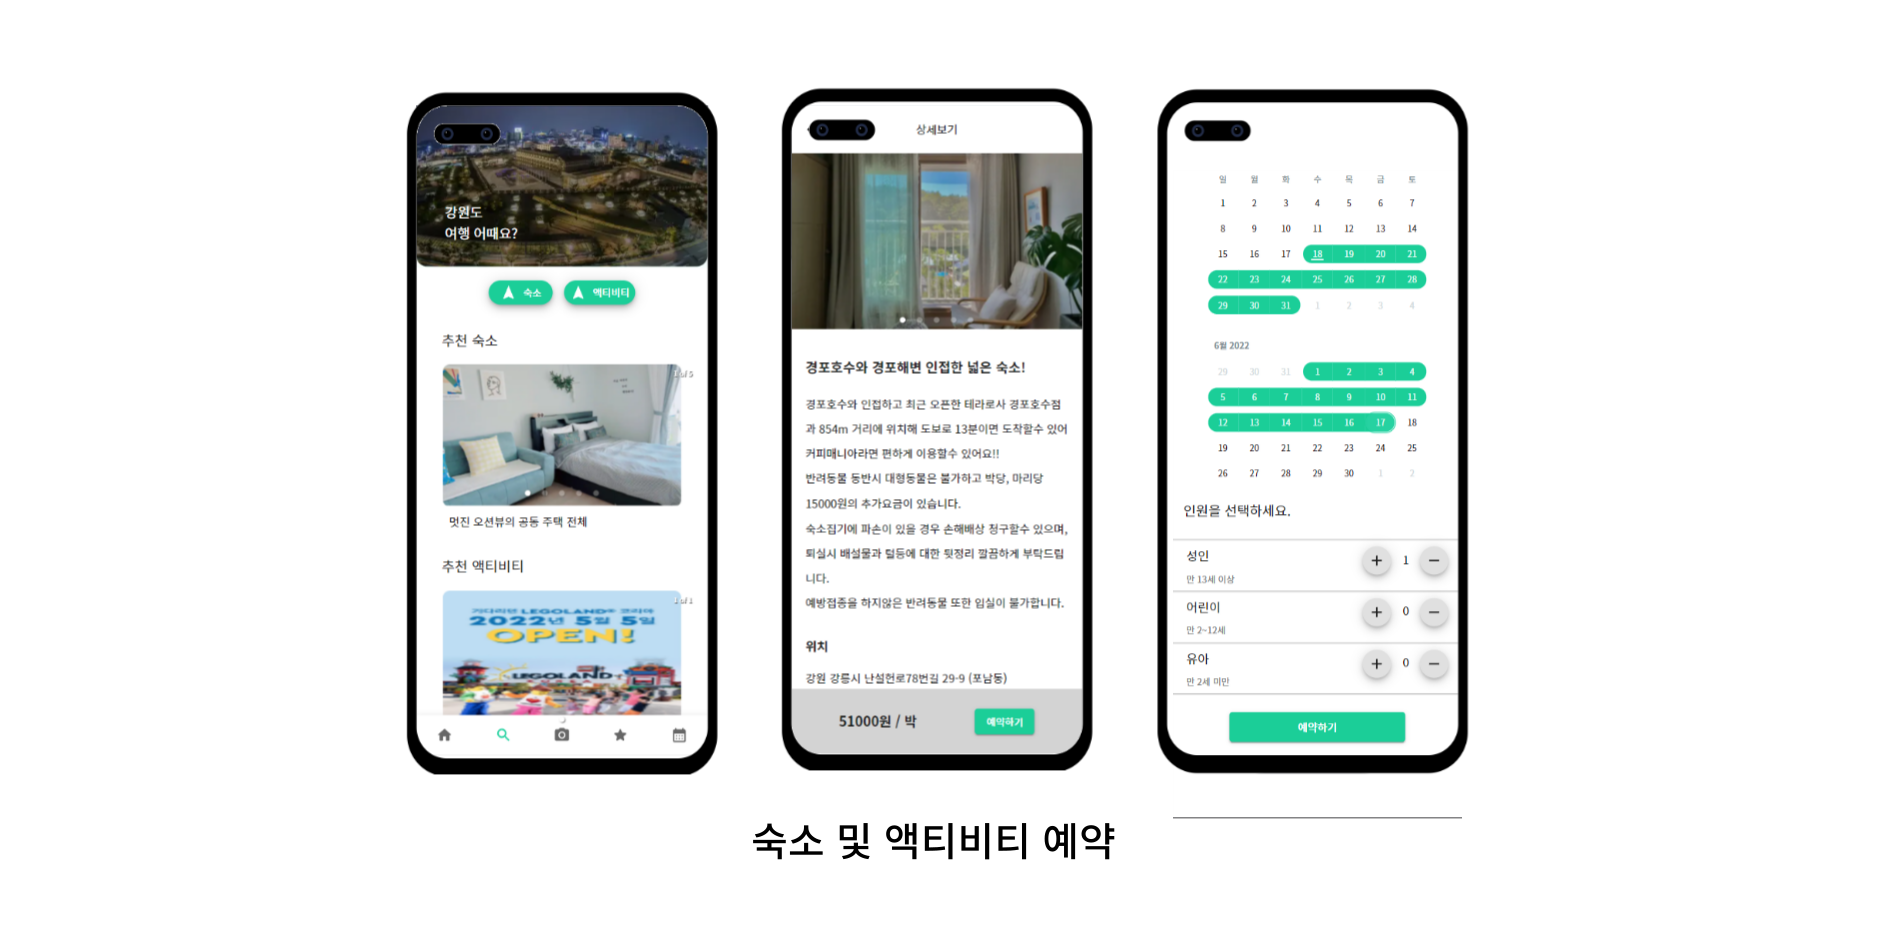 강원도
여행 어때요?
숙소
액티비티
추천 숙소
1 of 5
멋진 오션뷰의 공동 주택 전체
추천 액티비티
1 of 1
기다리던 LEGOLAND® 코리아
2022년 5월 5일
OPEN!
LEGOLAND
상세보기
경포호수와 경포해변 인접한 넓은 숙소!
경포호수와 인접하고 최근 오픈한 테라로사 경포호수점
과 854m 거리에 위치해 도보로 13분이면 도착할수 있어
커피매니아라면 편하게 이용할수 있어요!!
반려동물 동반시 대형동물은 불가하고 박당, 마리당
15000원의 추가요금이 있습니다.
숙소집기에 파손이 있을 경우 손해배상 청구할수 있으며,
퇴실시 배설물과 털등에 대한 뒷정리 깔끔하게 부탁드립
니다.
예방접종을 하지않은 반려동물 또한 입실이 불가합니다.
위치
강원 강릉시 난설헌로78번길 29-9 (포남동)
51000원 / 박
예약하기
일 월 화 수 목 금 토
1 2 3 4 5 6 7
8 9 10 11 12 13 14
15 16 17 18 19 20 21
22 23 24 25 26 27 28
29 30 31 1 2 3 4
6월 2022
29 30 31 1 2 3 4
5 6 7 8 9 10 11
12 13 14 15 16 17 18
19 20 21 22 23 24 25
26 27 28 29 30 1 2
인원을 선택하세요.
성인
만 13세 이상
+ 1 −
어린이
만 2~12세
+ 0 −
유아
만 2세 미만
+ 0 −
예약하기
숙소 및 액티비티 예약